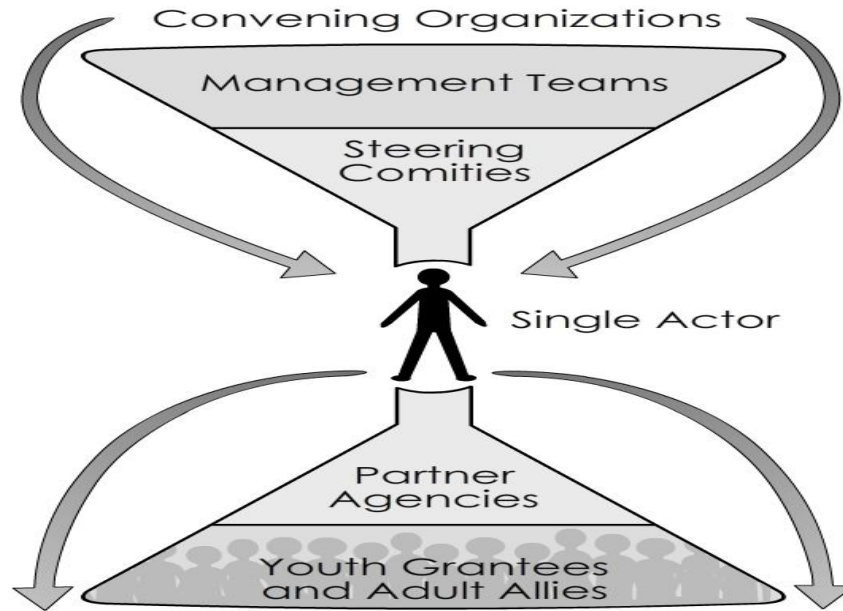 Convening Organizations
Management Teams
Steering
Comities
Single Actor
Partner
Agencies
Youth Grantees
and Adult Allies